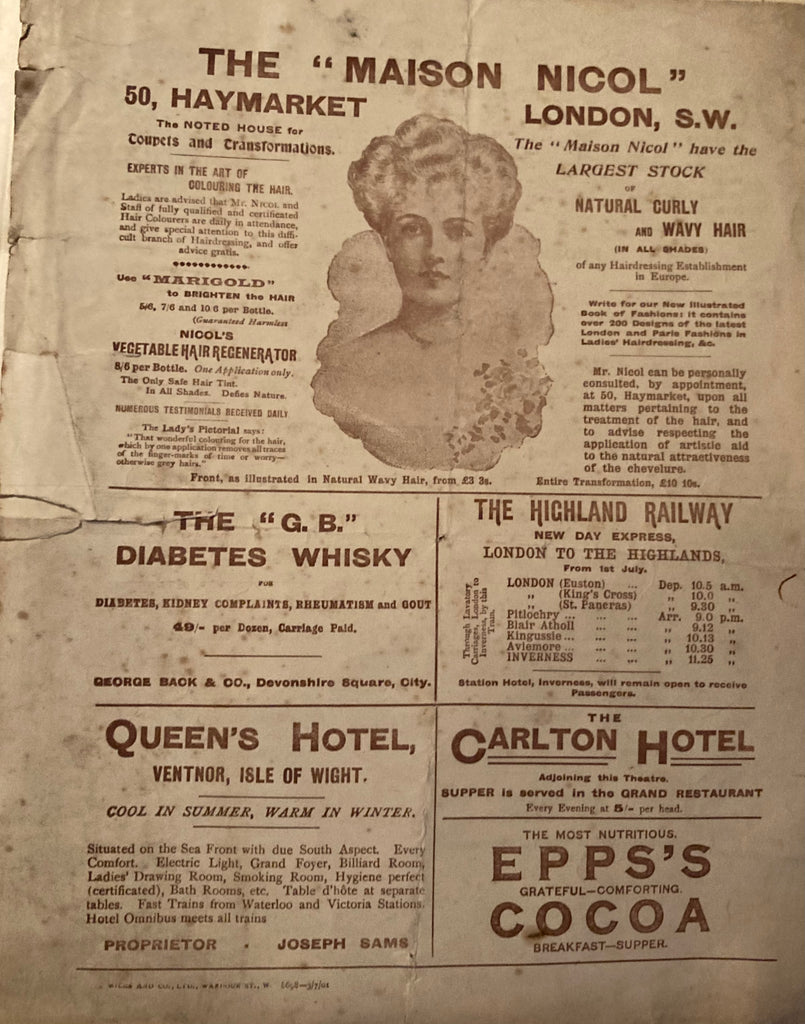 THE "MAISON NICOL"
50, HAYMARKET
LONDON, S.W.
The NOTED HOUSE for
Toupets and Transformations.
EXPERTS IN THE ART OF
COLOURING THE HAIR.
Ladies are advised that Mr. NICOL and
Staff of fully qualified and certificated
Hair Colourers are daily in attendance,
and give special attention to this diffi-
cult branch of Hairdressing, and offer
advice gratis.
Use "MARIGOLD"
to BRIGHTEN the HAIR
5/6, 7/6 and 10 6 per Bottle.
(Guaranteed Harmless
NICOL'S
VEGETABLE HAIR REGENERATOR
8/6 per Bottle. One Application only.
The Only Safe Hair Tint.
In All Shades. Defies Nature.
NUMEROUS TESTIMONIALS RECEIVED DAILY
The Lady's Pictorial says:
"That wonderful colouring for the hair,
which by one application removes all traces
of the finger-marks of time or worry—
otherwise grey hairs."
The "Maison Nicol" have the
LARGEST STOCK
OF
NATURAL CURLY
AND WAVY HAIR
(IN ALL SHADES)
of any Hairdressing Establishment
in Europe.
Write for our New Illustrated
Book of Fashions: it contains
over 200 Designs of the latest
London and Paris Fashions in
Ladies' Hairdressing, &c.
Mr. Nicol can be personally
consulted, by appointment,
at 50, Haymarket, upon all
matters pertaining to the
treatment of the hair, and
to advise respecting the
application of artistic aid
to the natural attractiveness
of the chevelure.
Front, as illustrated in Natural Wavy Hair, from £3 3s. Entire Transformation, £10 10s.
THE "G. B."
DIABETES WHISKY
FOR
DIABETES, KIDNEY COMPLAINTS, RHEUMATISM and GOUT
49/- per Dozen, Carriage Paid.
GEORGE BACK & CO., Devonshire Square, City.
THE HIGHLAND RAILWAY
NEW DAY EXPRESS,
LONDON TO THE HIGHLANDS,
From 1st July.
Through Lavatory
Carriages, London to
Inverness, by this
Train.
LONDON (Euston) ... Dep. 10.5 a.m.
„ (King's Cross) „ 10.0 „
„ (St. Pancras) „ 9.30 „
Pitlochry ... ... ... Arr. 9.0 p.m.
Blair Atholl ... ... „ 9.12 „
Kingussie ... ... ... „ 10.13 „
Aviemore ... ... ... „ 10.30 „
INVERNESS ... ... „ 11.25 „
Station Hotel, Inverness, will remain open to receive
Passengers.
QUEEN'S HOTEL,
VENTNOR, ISLE OF WIGHT.
COOL IN SUMMER, WARM IN WINTER.
Situated on the Sea Front with due South Aspect. Every
Comfort. Electric Light, Grand Foyer, Billiard Room,
Ladies' Drawing Room, Smoking Room, Hygiene perfect
(certificated), Bath Rooms, etc. Table d'hôte at separate
tables. Fast Trains from Waterloo and Victoria Stations.
Hotel Omnibus meets all trains
PROPRIETOR . JOSEPH SAMS
THE
CARLTON HOTEL
Adjoining this Theatre.
SUPPER is served in the GRAND RESTAURANT
Every Evening at 5/- per head.
THE MOST NUTRITIOUS.
EPPS'S
GRATEFUL—COMFORTING.
COCOA
BREAKFAST—SUPPER.
AND CO., LTD., WARDOUR ST., W.